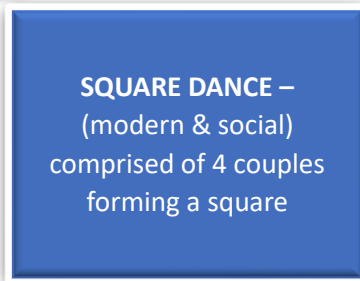 SQUARE DANCE –
(modern & social)
comprised of 4 couples
forming a square